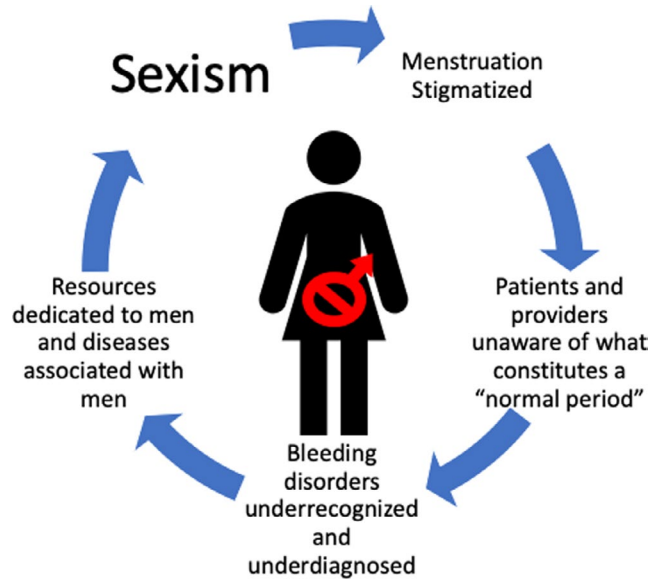 Sexism
Menstruation
Stigmatized
Patients and
providers
unaware of what
constitutes a
“normal period”
Bleeding
disorders
underrecognized
and
underdiagnosed
Resources
dedicated to men
and diseases
associated with
men